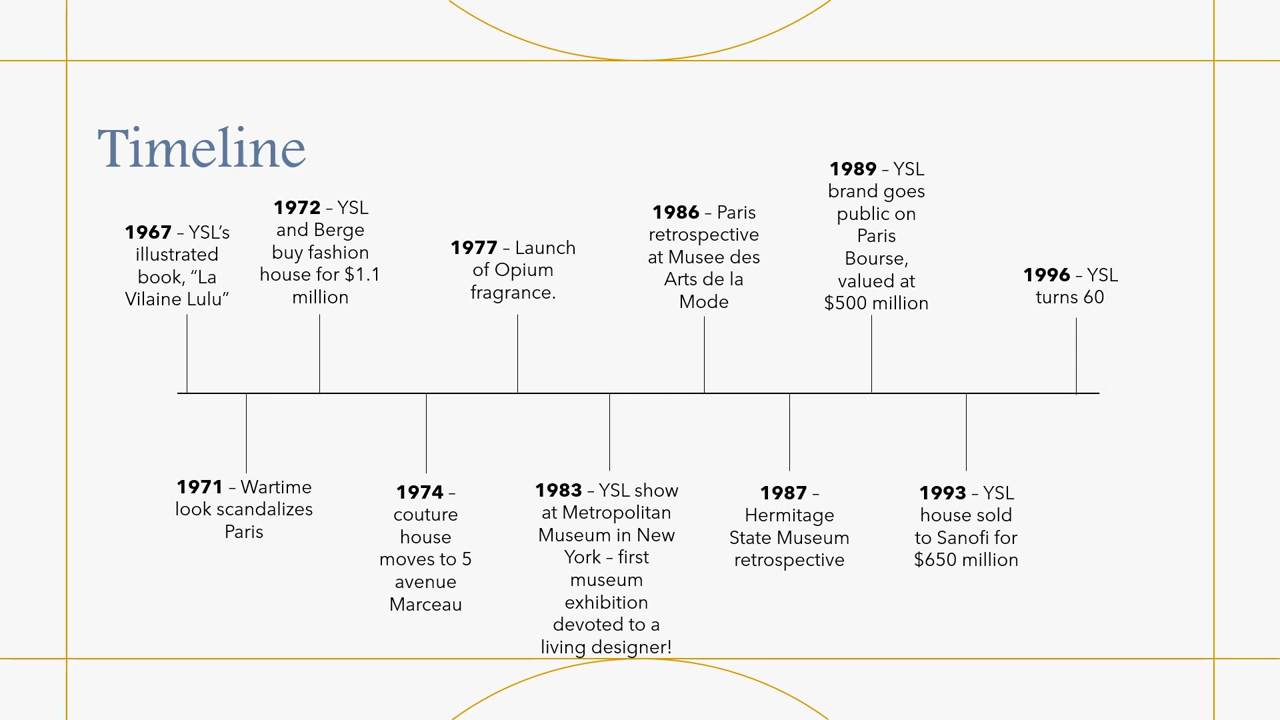 Timeline
1967 – YSL's
illustrated
book, “La
Vilaine Lulu”
1972 – YSL
and Berge
buy fashion
house for $1.1
million
1977 – Launch
of Opium
fragrance.
1986 – Paris
retrospective
at Musee des
Arts de la
Mode
1989 – YSL
brand goes
public on
Paris
Bourse,
valued at
$500 million
1996 – YSL
turns 60
1971 – Wartime
look scandalizes
Paris
1974 –
couture
house
moves to 5
avenue
Marceau
1983 – YSL show
at Metropolitan
Museum in New
York – first
museum
exhibition
devoted to a
living designer!
1987 –
Hermitage
State Museum
retrospective
1993 – YSL
house sold
to Sanofi for
$650 million